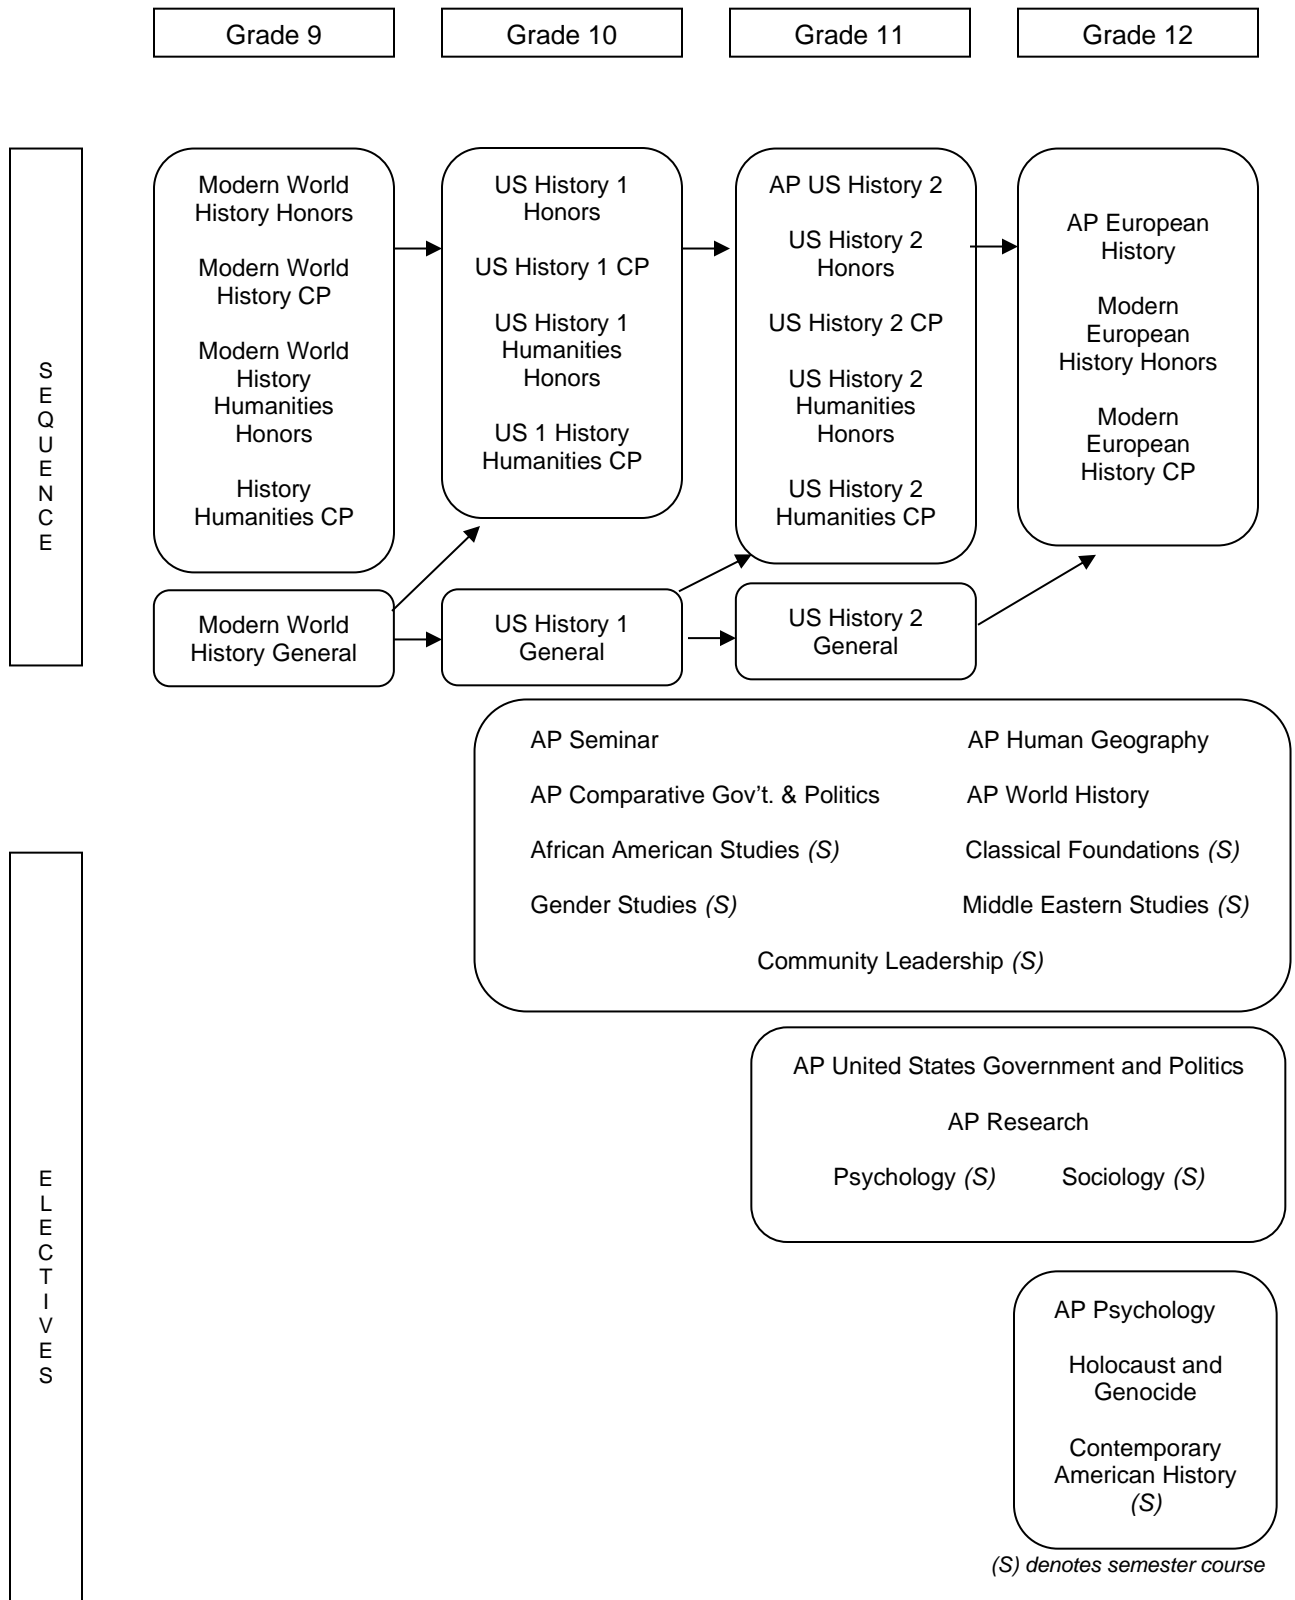 Grade 9
Grade 10
Grade 11
Grade 12
SEQUENCE
Modern World
History Honors
Modern World
History CP
Modern World
History
Humanities
Honors
History
Humanities CP
US History 1
Honors
US History 1 CP
US History 1
Humanities
Honors
US 1 History
Humanities CP
AP US History 2
US History 2
Honors
US History 2 CP
US History 2
Humanities
Honors
US History 2
Humanities CP
AP European
History
Modern
European
History Honors
Modern
European
History CP
Modern World
History General
US History 1
General
US History 2
General
ELECTIVES
AP Seminar
AP Human Geography
AP Comparative Gov’t. & Politics
AP World History
African American Studies (S)
Classical Foundations (S)
Gender Studies (S)
Middle Eastern Studies (S)
Community Leadership (S)
AP United States Government and Politics
AP Research
Psychology (S)
Sociology (S)
AP Psychology
Holocaust and
Genocide
Contemporary
American History
(S)
(S) denotes semester course